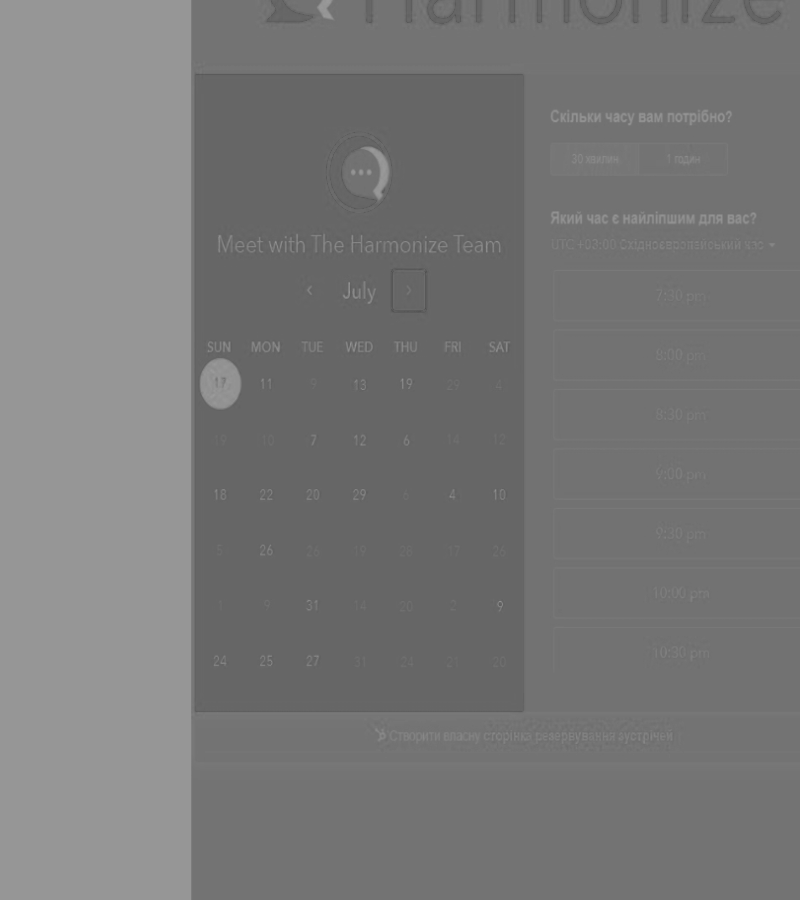 Harmonize
Meet with The Harmonize Team
July
SUN MON TUE WED THU FRI SAT
17 11 9 13 19 29 4
19 10 7 12 6 14 12
18 22 20 29 4 10
5 26 26 19 28 17 25
9 31 14 20 2 9
24 25 27 31 24 21 20
Скільки часу вам потрібно?
30 хвилин 1 годин
Який час є найліпшим для вас?
UTC +03:00 Східноєвропейський час
7:30 pm
8:00 pm
8:30 pm
9:00 pm
9:30 pm
10:00 pm
10:30 pm
Створити власну сторінку резервування зустрічей